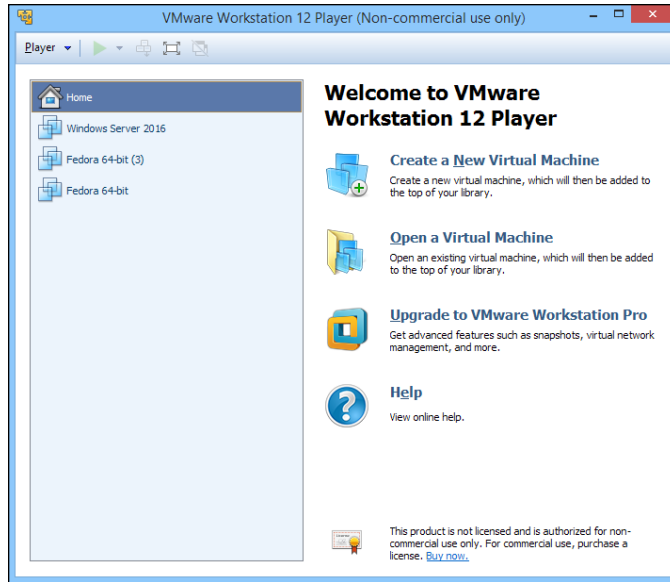 VMware Workstation 12 Player (Non-commercial use only)
Player
Home
Windows Server 2016
Fedora 64-bit (3)
Fedora 64-bit
Welcome to VMware
Workstation 12 Player
Create a New Virtual Machine
Create a new virtual machine, which will then be added to
the top of your library.
Open a Virtual Machine
Open an existing virtual machine, which will then be added
to the top of your library.
Upgrade to VMware Workstation Pro
Get advanced features such as snapshots, virtual network
management, and more.
Help
View online help.
This product is not licensed and is authorized for non-
commercial use only. For commercial use, purchase a
license. Buy now.